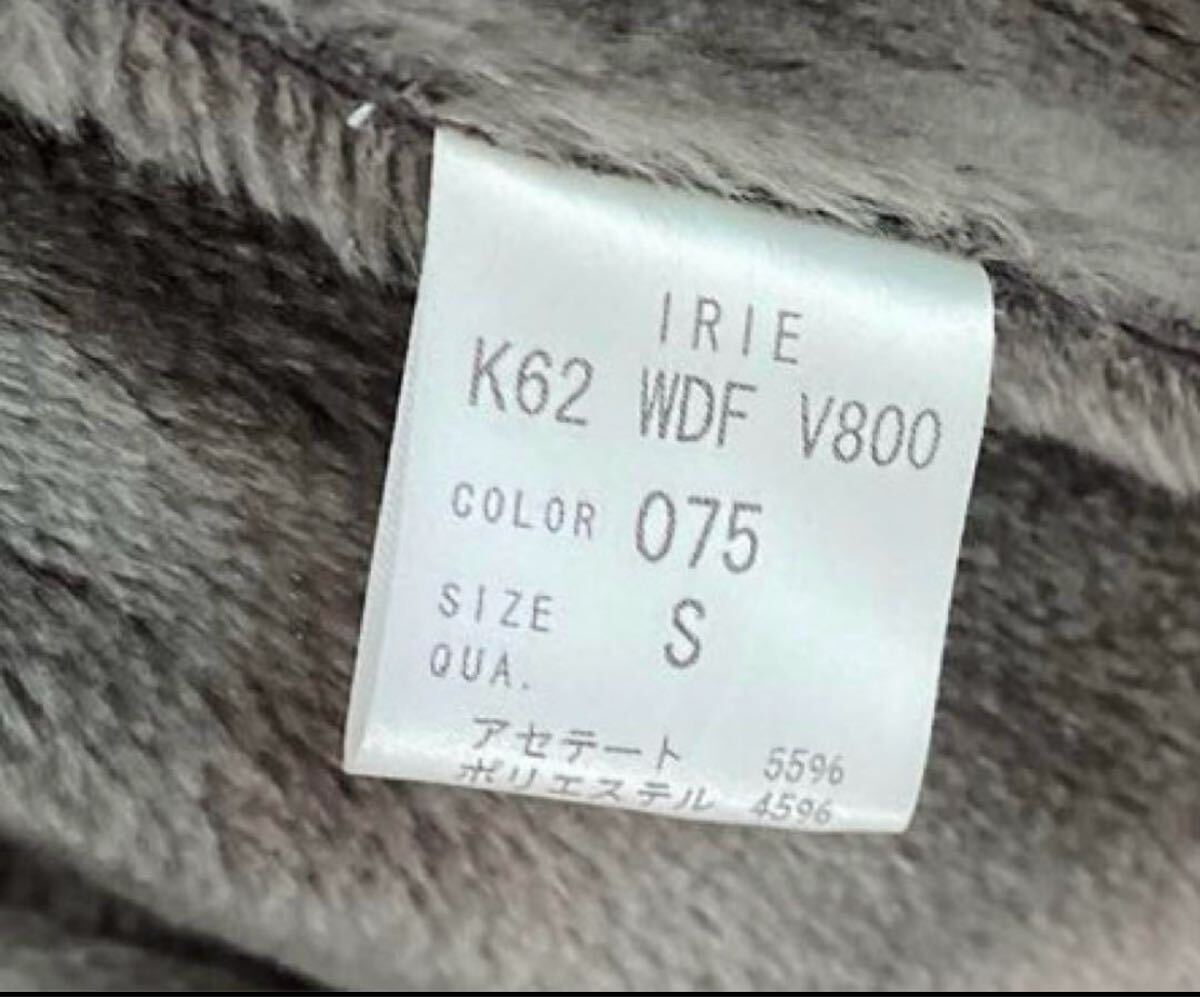 IRIE
K62 WDF V800
COLOR 075
SIZE S
QUA.
アセテート 55%
ポリエステル 45%